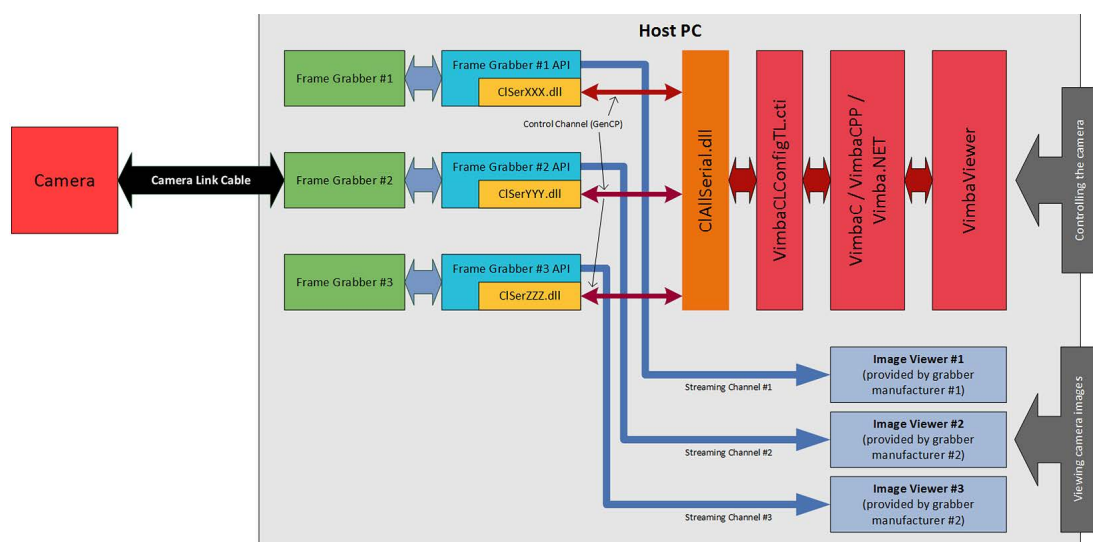 Host PC
Frame Grabber #1
Frame Grabber #1 API
ClSerXXX.dll
Control Channel (GenCP)
Camera
Camera Link Cable
Frame Grabber #2
Frame Grabber #2 API
ClSerYYY.dll
Frame Grabber #3
Frame Grabber #3 API
ClSerZZZ.dll
ClAllSerial.dll
VimbaCLConfigTL.cti
VimbaC / VimbaCPP /
Vimba.NET
VimbaViewer
Controlling the camera
Streaming Channel #1
Image Viewer #1
(provided by grabber
manufacturer #1)
Streaming Channel #2
Image Viewer #2
(provided by grabber
manufacturer #2)
Streaming Channel #3
Image Viewer #3
(provided by grabber
manufacturer #2)
Viewing camera images